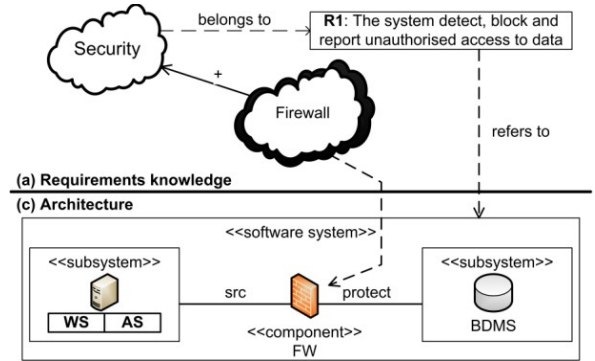 belongs to
R1: The system detect, block and
report unauthorised access to data
Security
+
Firewall
refers to
(a) Requirements knowledge
(c) Architecture
<<software system>>
<<subsystem>>
<<subsystem>>
src
protect
WS AS
<<component>>
FW
BDMS